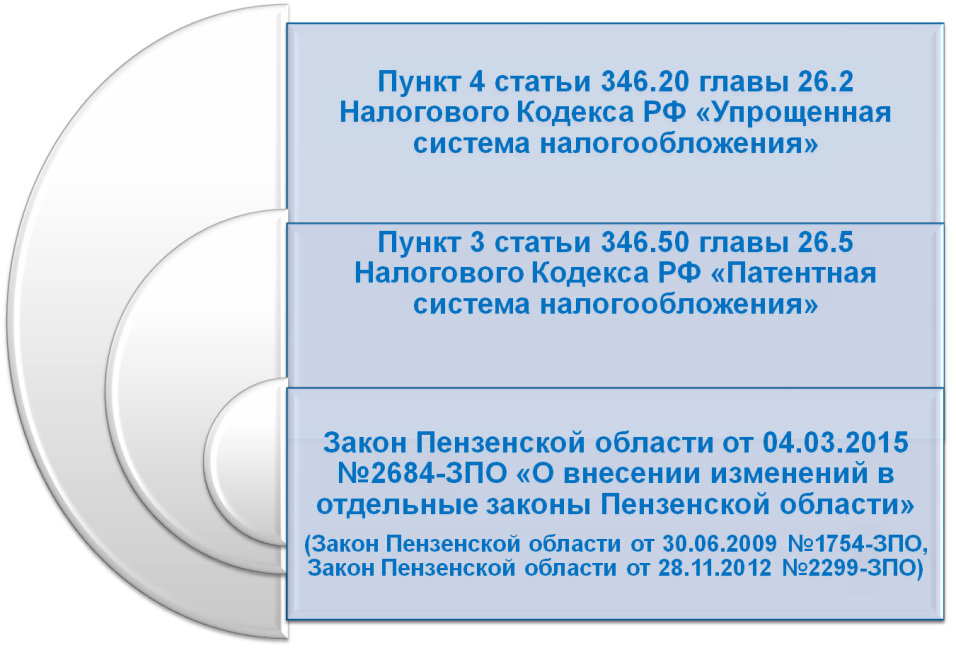 Пункт 4 статьи 346.20 главы 26.2
Налогового Кодекса РФ «Упрощенная
система налогообложения»
Пункт 3 статьи 346.50 главы 26.5
Налогового Кодекса РФ «Патентная
система налогообложения»
Закон Пензенской области от 04.03.2015
№2684-ЗПО «О внесении изменений в
отдельные законы Пензенской области»
(Закон Пензенской области от 30.06.2009 №1754-ЗПО,
Закон Пензенской области от 28.11.2012 №2299-ЗПО)